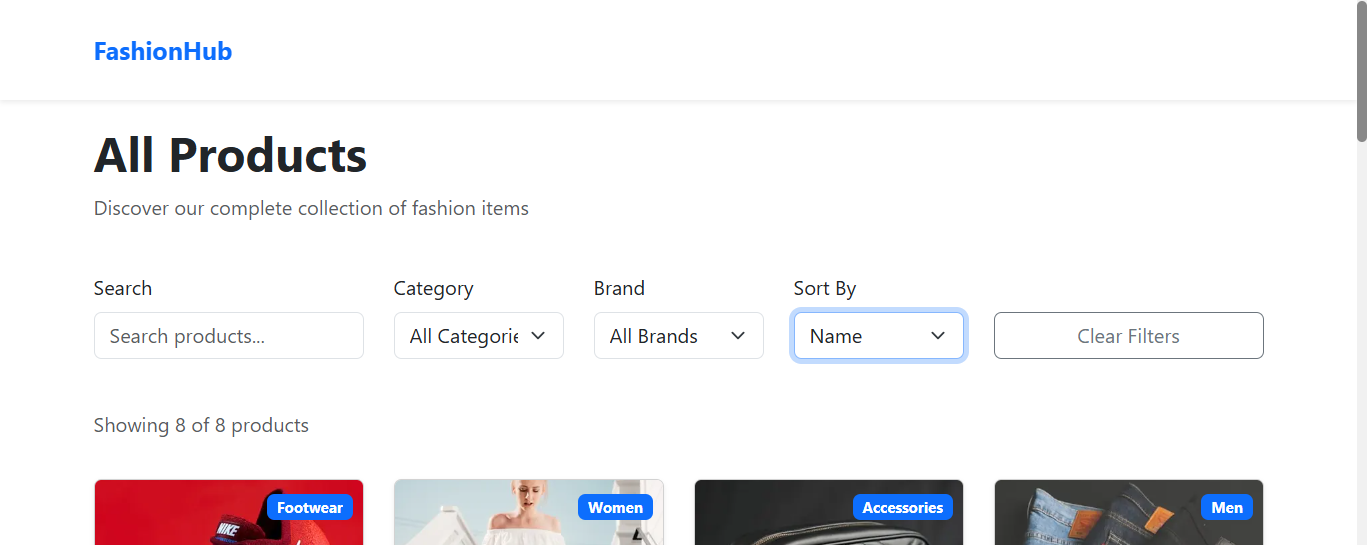 FashionHub
All Products
Discover our complete collection of fashion items
Search
Category
Brand
Sort By
Search products...
All Categorie
All Brands
Name
Clear Filters
Showing 8 of 8 products
Footwear
Women
Accessories
Men
NIKE